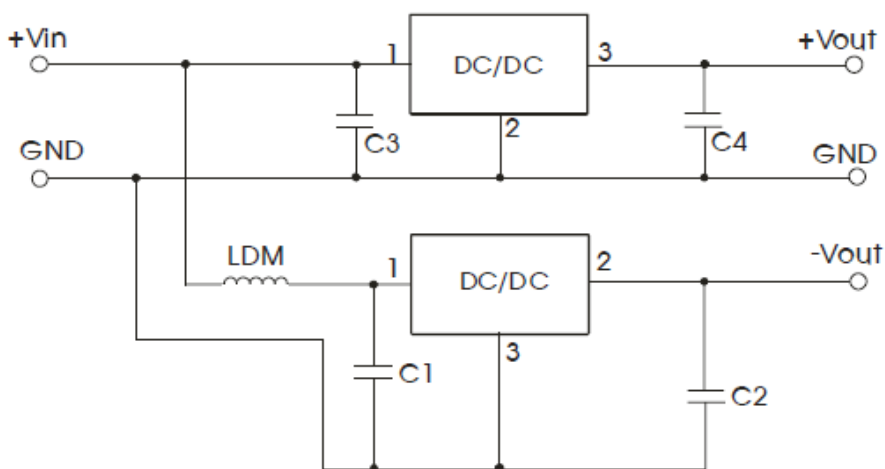 +Vin
1
DC/DC
3
+Vout
C3
2
C4
GND
GND
LDM
1
DC/DC
2
-Vout
C1
3
C2